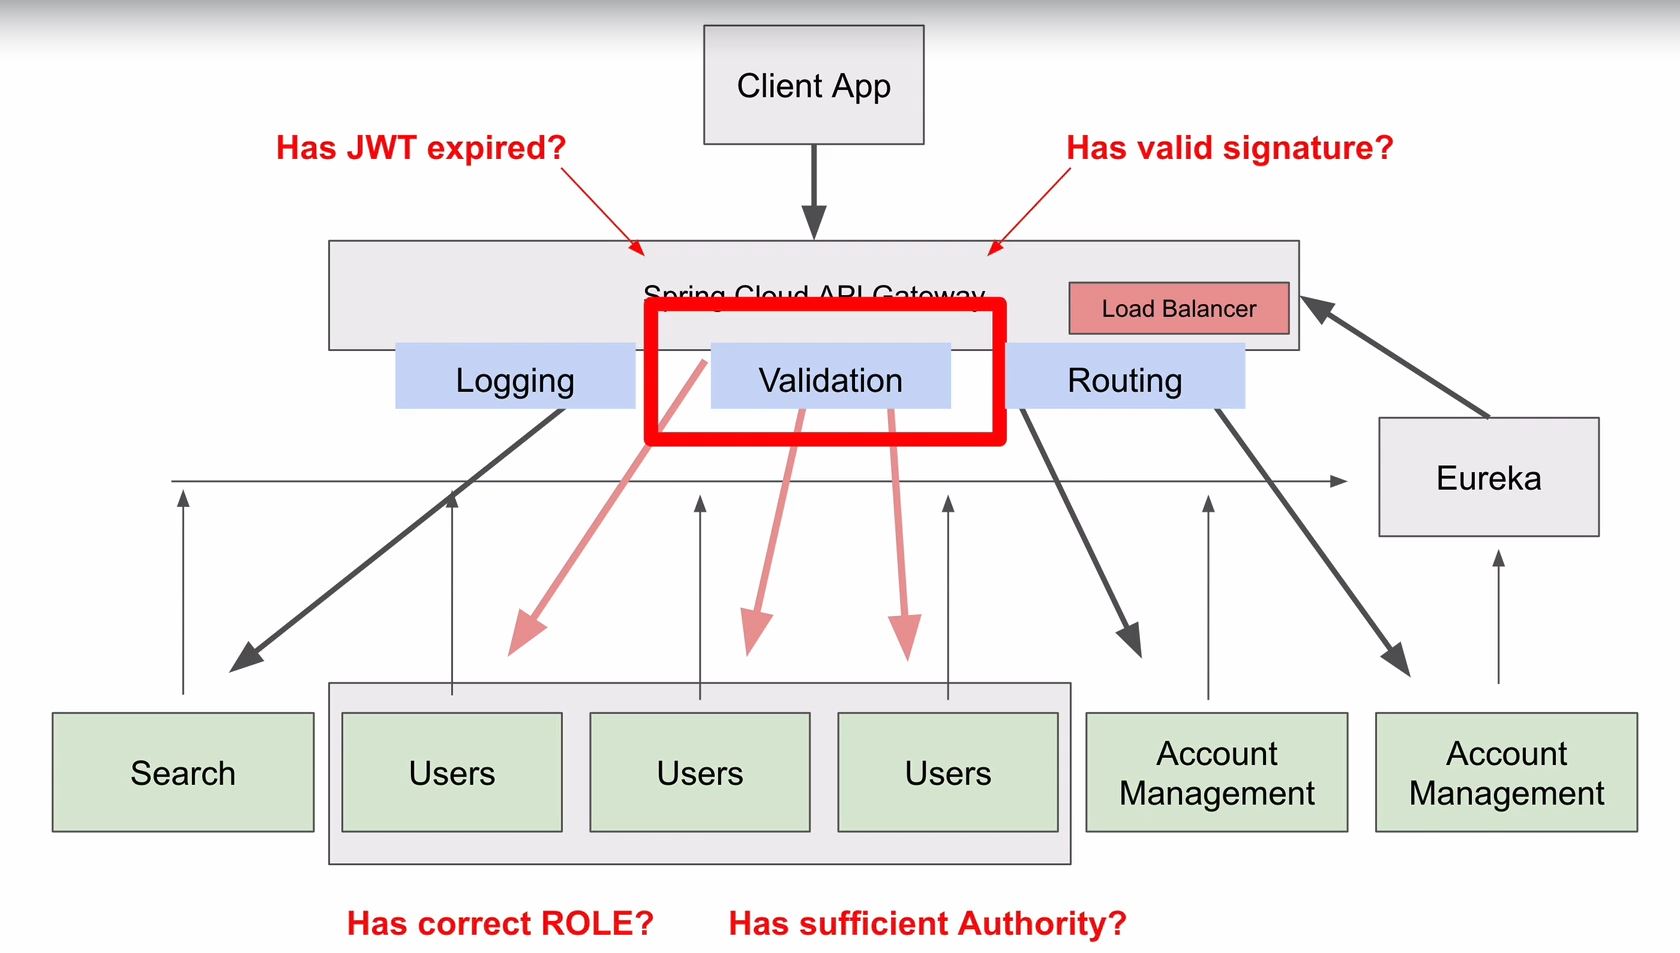 Client App
Has JWT expired?
Has valid signature?
Spring Cloud API Gateway
Load Balancer
Logging
Validation
Routing
Eureka
Search
Users
Users
Users
Account
Management
Account
Management
Has correct ROLE?
Has sufficient Authority?